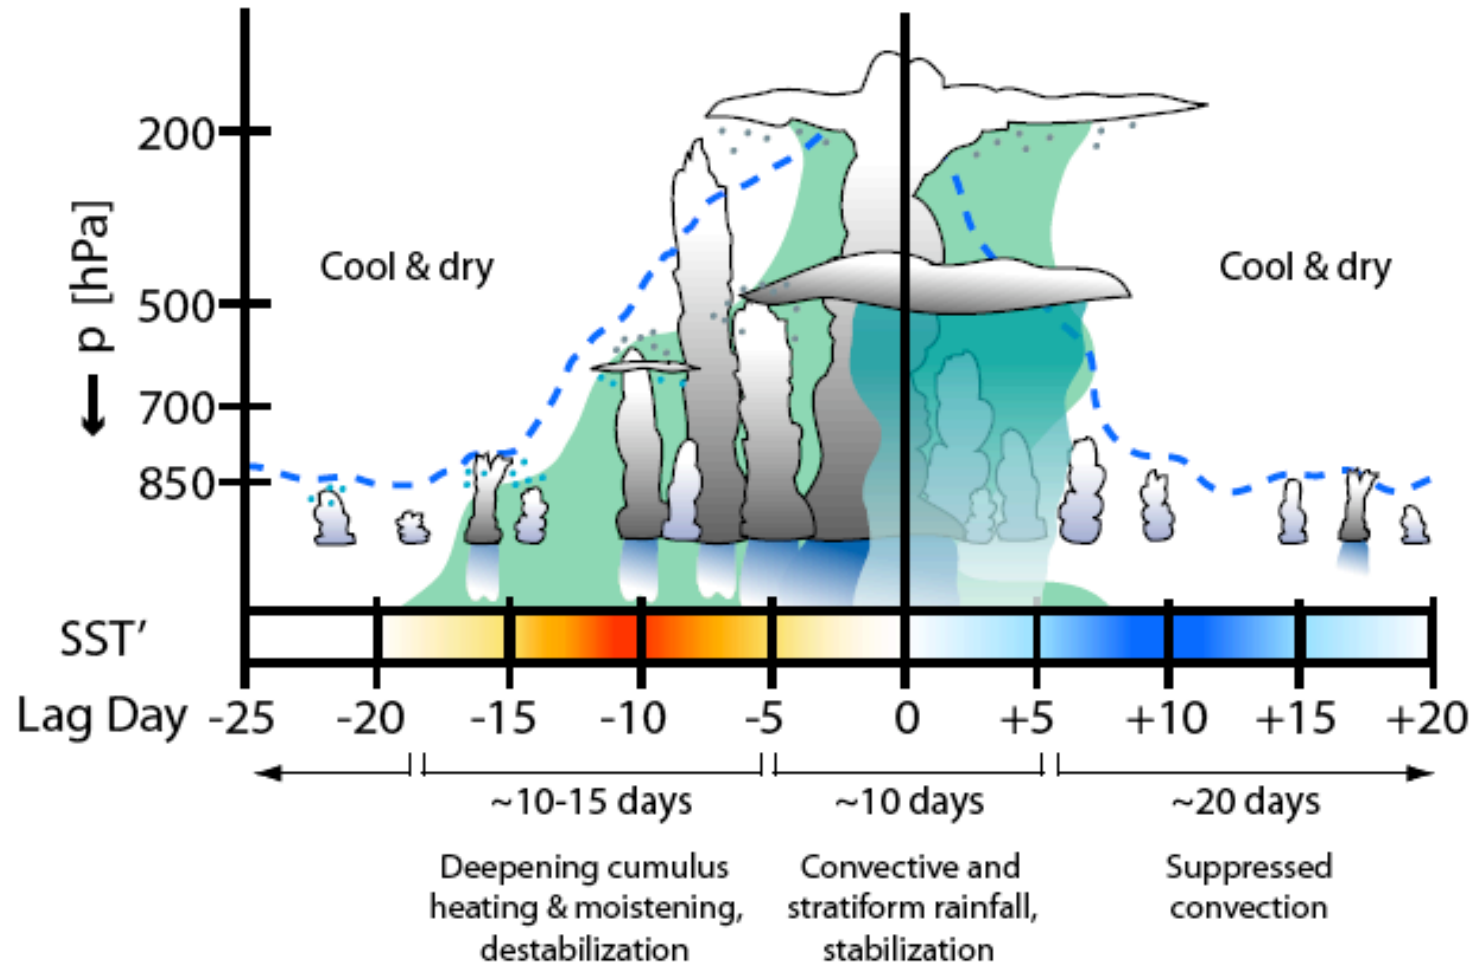 200
500
700
850
p [hPa]
Cool & dry
Cool & dry
SST′
Lag Day -25 -20 -15 -10 -5 0 +5 +10 +15 +20
~10-15 days
~10 days
~20 days
Deepening cumulus
heating & moistening,
destabilization
Convective and
stratiform rainfall,
stabilization
Suppressed
convection